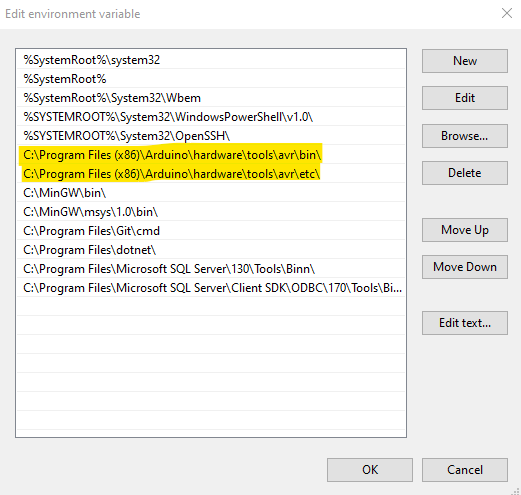 Edit environment variable
%SystemRoot%\system32
%SystemRoot%
%SystemRoot%\System32\Wbem
%SYSTEMROOT%\System32\WindowsPowerShell\v1.0\
%SYSTEMROOT%\System32\OpenSSH\
C:\Program Files (x86)\Arduino\hardware\tools\avr\bin\
C:\Program Files (x86)\Arduino\hardware\tools\avr\etc\
C:\MinGW\bin\
C:\MinGW\msys\1.0\bin\
C:\Program Files\Git\cmd
C:\Program Files\dotnet\
C:\Program Files\Microsoft SQL Server\130\Tools\Binn\
C:\Program Files\Microsoft SQL Server\Client SDK\ODBC\170\Tools\Bi...
New
Edit
Browse...
Delete
Move Up
Move Down
Edit text...
OK
Cancel